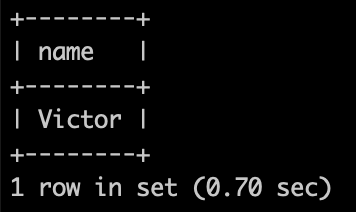 +--------+
| name   |
+--------+
| Victor |
+--------+
1 row in set (0.70 sec)